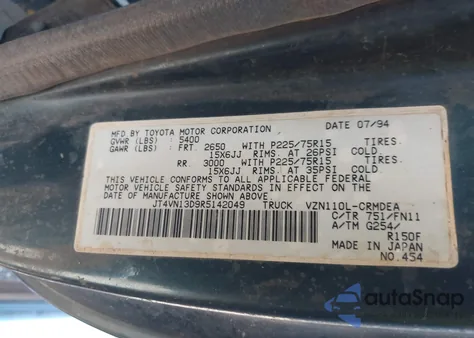 MFD BY TOYOTA MOTOR CORPORATION DATE 07/94
GVWR (LBS) : 5400
GAWR (LBS) : FRT. 2650 WITH P225/75R15 TIRES.
15X6JJ RIMS. AT 26PSI COLD
RR. 3000 WITH P225/75R15 TIRES.
15X6JJ RIMS. AT 35PSI COLD
THIS VEHICLE CONFORMS TO ALL APPLICABLE FEDERAL
MOTOR VEHICLE SAFETY STANDARDS IN EFFECT ON THE
DATE OF MANUFACTURE SHOWN ABOVE.
JT4VN13D9R5142049 TRUCK VZN110L-CRMDEA
C/TR 751/FN11
A/TM G254/
R150F
MADE IN JAPAN
NO.454
autoSnap